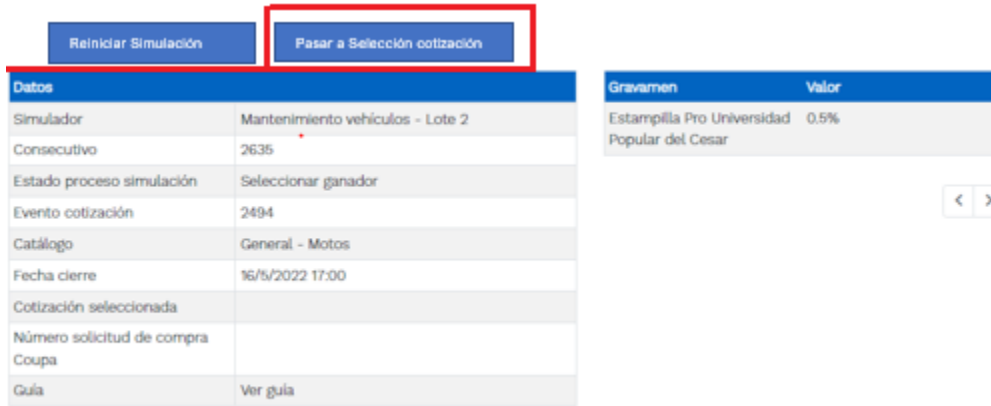 Reiniciar Simulación
Pasar a Selección cotización
Datos
Simulador Mantenimiento vehículos - Lote 2
Consecutivo 2635
Estado proceso simulación Seleccionar ganador
Evento cotización 2494
Catálogo General - Motos
Fecha cierre 16/5/2022 17:00
Cotización seleccionada
Número solicitud de compra
Coupa
Guía Ver guía
Gravamen Valor
Estampilla Pro Universidad 0.5%
Popular del Cesar